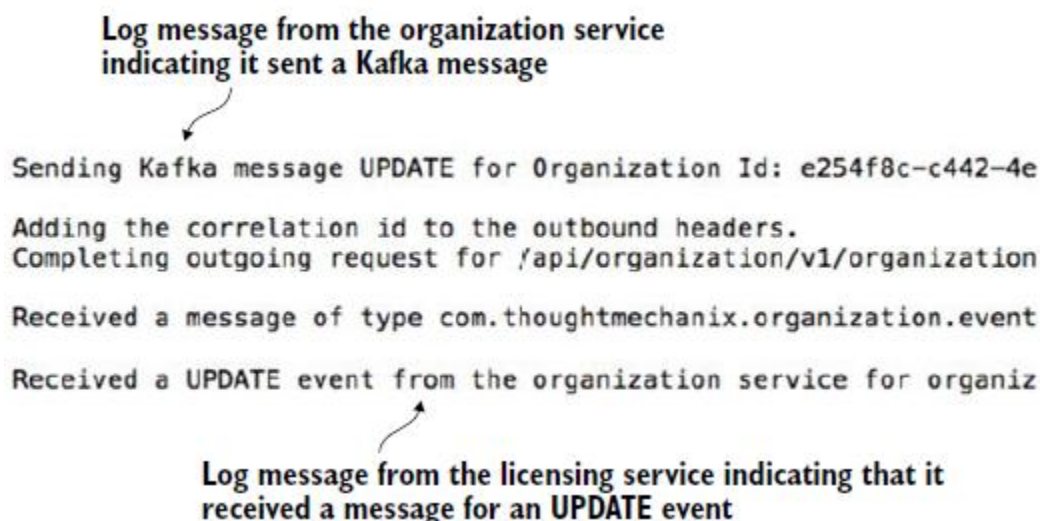 Log message from the organization service
indicating it sent a Kafka message
Sending Kafka message UPDATE for Organization Id: e254f8c-c442-4e
Adding the correlation id to the outbound headers.
Completing outgoing request for /api/organization/v1/organization
Received a message of type com.thoughtmechanix.organization.event
Received a UPDATE event from the organization service for organiz
Log message from the licensing service indicating that it
received a message for an UPDATE event